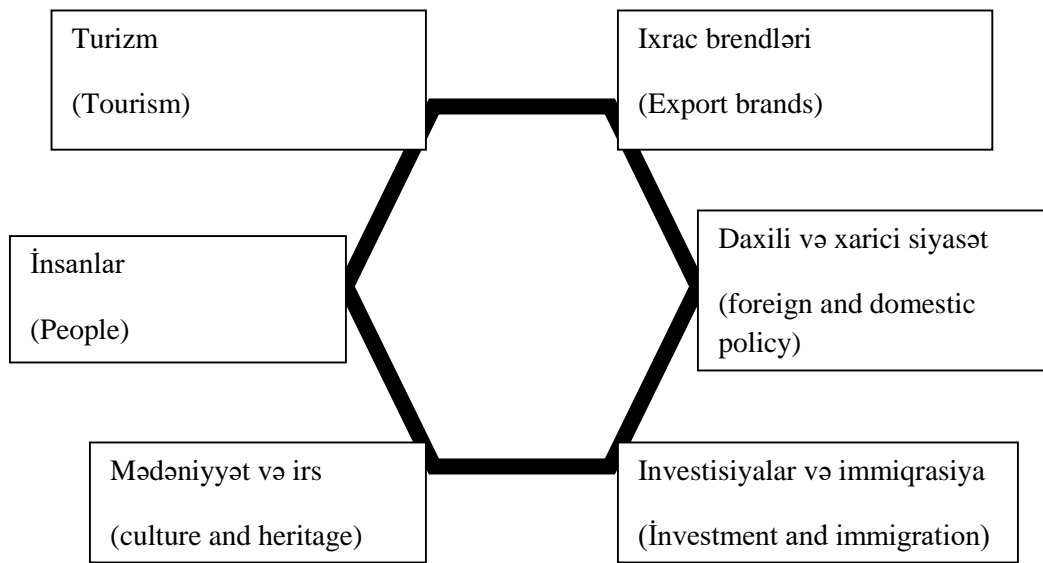 Turizm
(Tourism)
Ixrac brendləri
(Export brands)
İnsanlar
(People)
Daxili və xarici siyasət
(foreign and domestic
policy)
Mədəniyyət və irs
(culture and heritage)
Investisiyalar və immiqrasiya
(İnvestment and immigration)